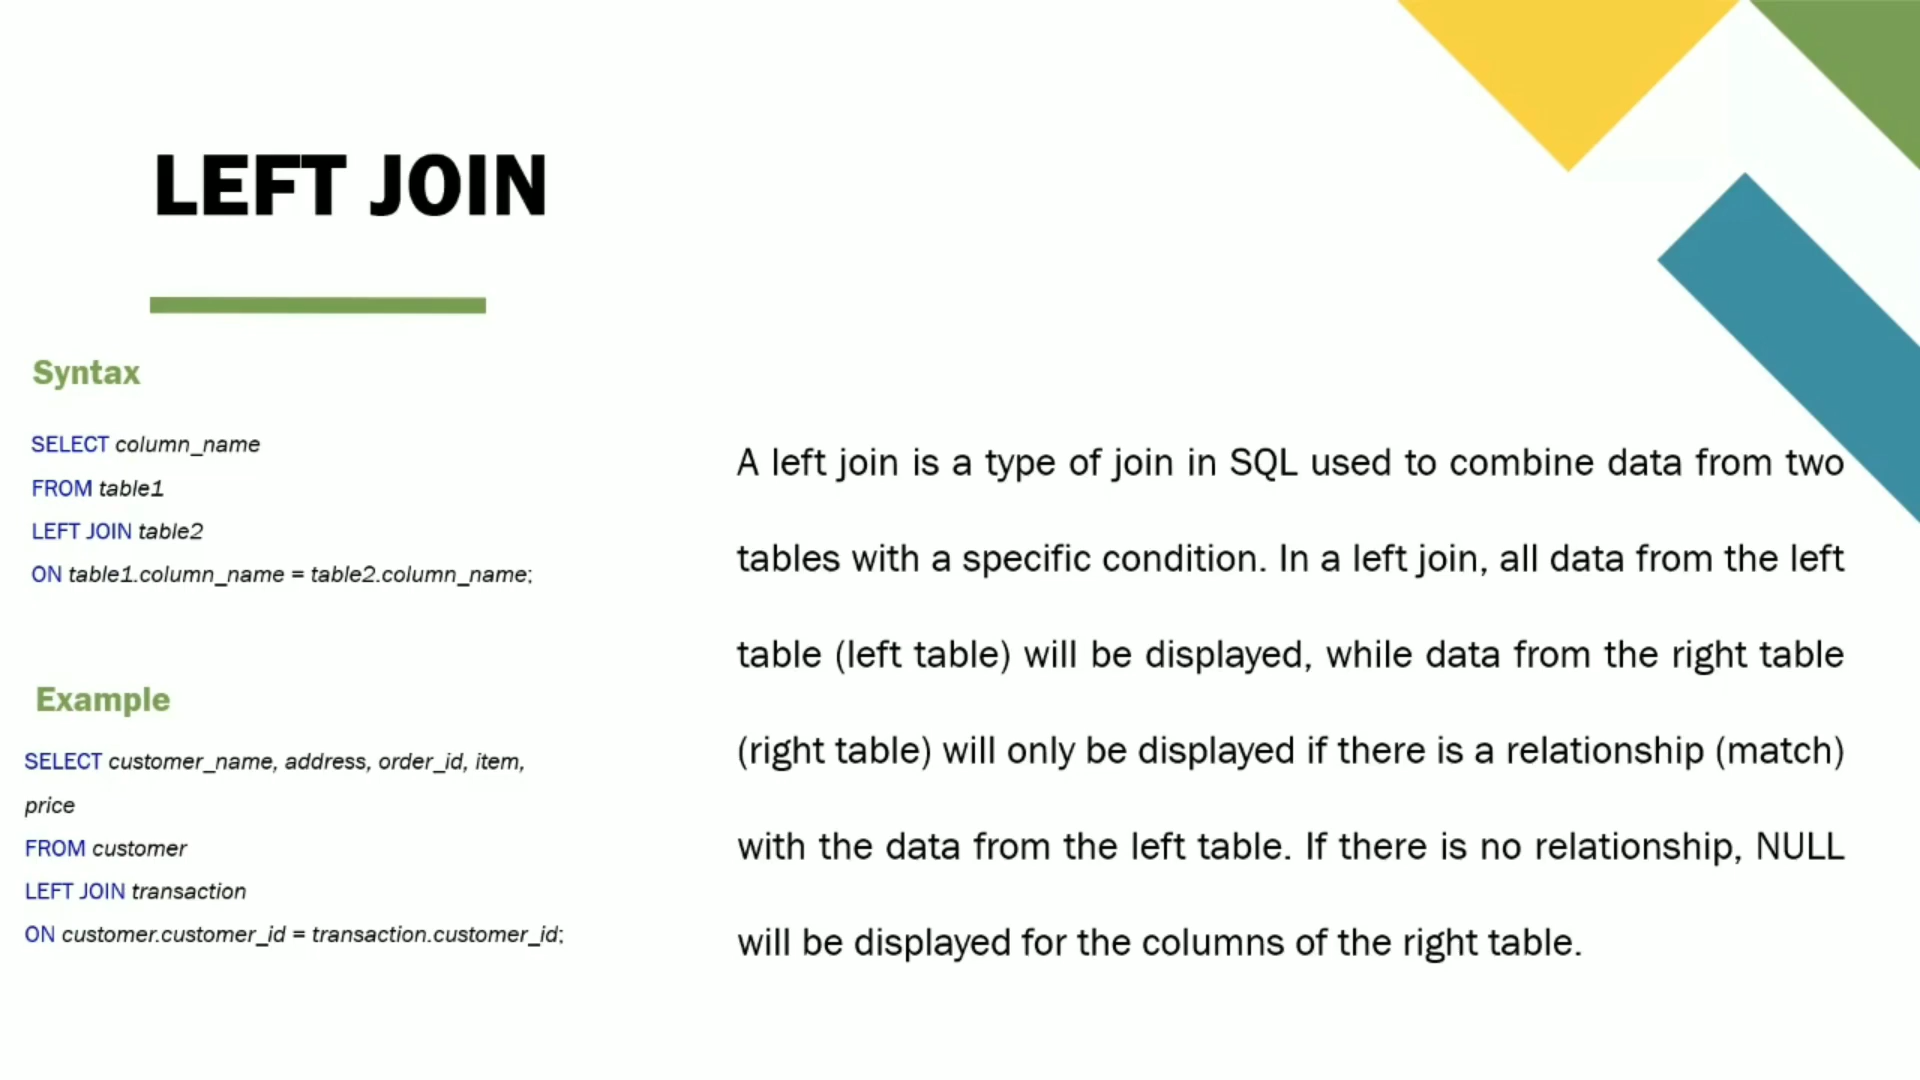 LEFT JOIN
Syntax
SELECT column_name
FROM table1
LEFT JOIN table2
ON table1.column_name = table2.column_name;
Example
SELECT customer_name, address, order_id, item,
price
FROM customer
LEFT JOIN transaction
ON customer.customer_id = transaction.customer_id;
A left join is a type of join in SQL used to combine data from two
tables with a specific condition. In a left join, all data from the left
table (left table) will be displayed, while data from the right table
(right table) will only be displayed if there is a relationship (match)
with the data from the left table. If there is no relationship, NULL
will be displayed for the columns of the right table.